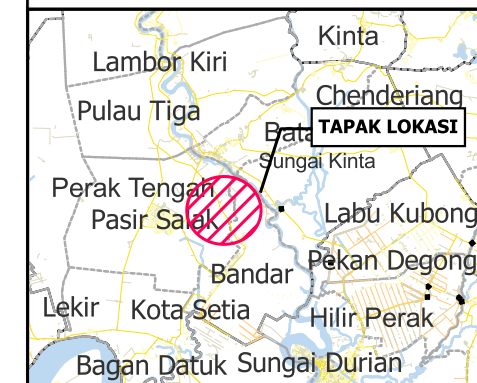 Kinta
Lambor Kiri
Chenderiang
Pulau Tiga
Bata
TAPAK LOKASI
Sungai Kinta
Perak Tengah
Labu Kubong
Pasir Salak
Pekan Degong
Bandar
Lekir
Kota Setia
Hilir Perak
Bagan Datuk
Sungai Durian